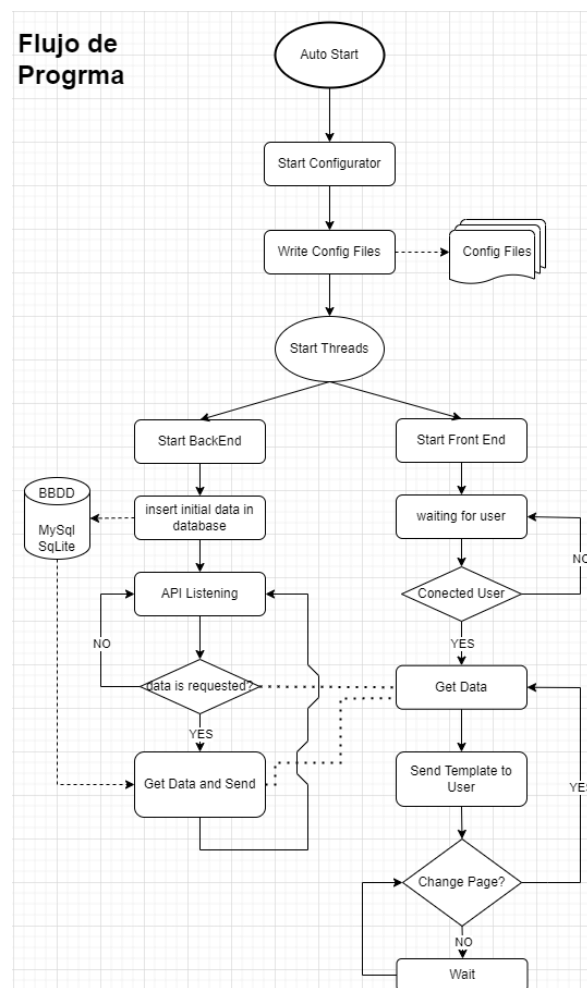 Flujo de
Progrma
Auto Start
Start Configurator
Write Config Files
Config Files
Start Threads
Start BackEnd
Start Front End
BBDD
MySql
SqLite
insert initial data in
database
waiting for user
NO
API Listening
Conected User
NO
YES
data is requested?
Get Data
YES
Get Data and Send
Send Template to
User
YES
Change Page?
NO
Wait